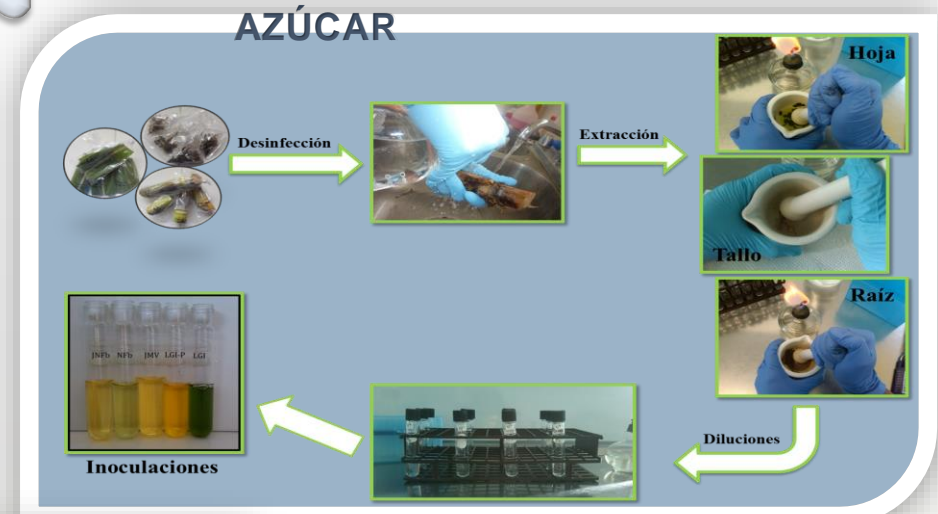 AZÚCAR
Desinfección
Extracción
Hoja
Tallo
Raíz
Diluciones
JNFb NFb JMV LGI-P LGI
Inoculaciones